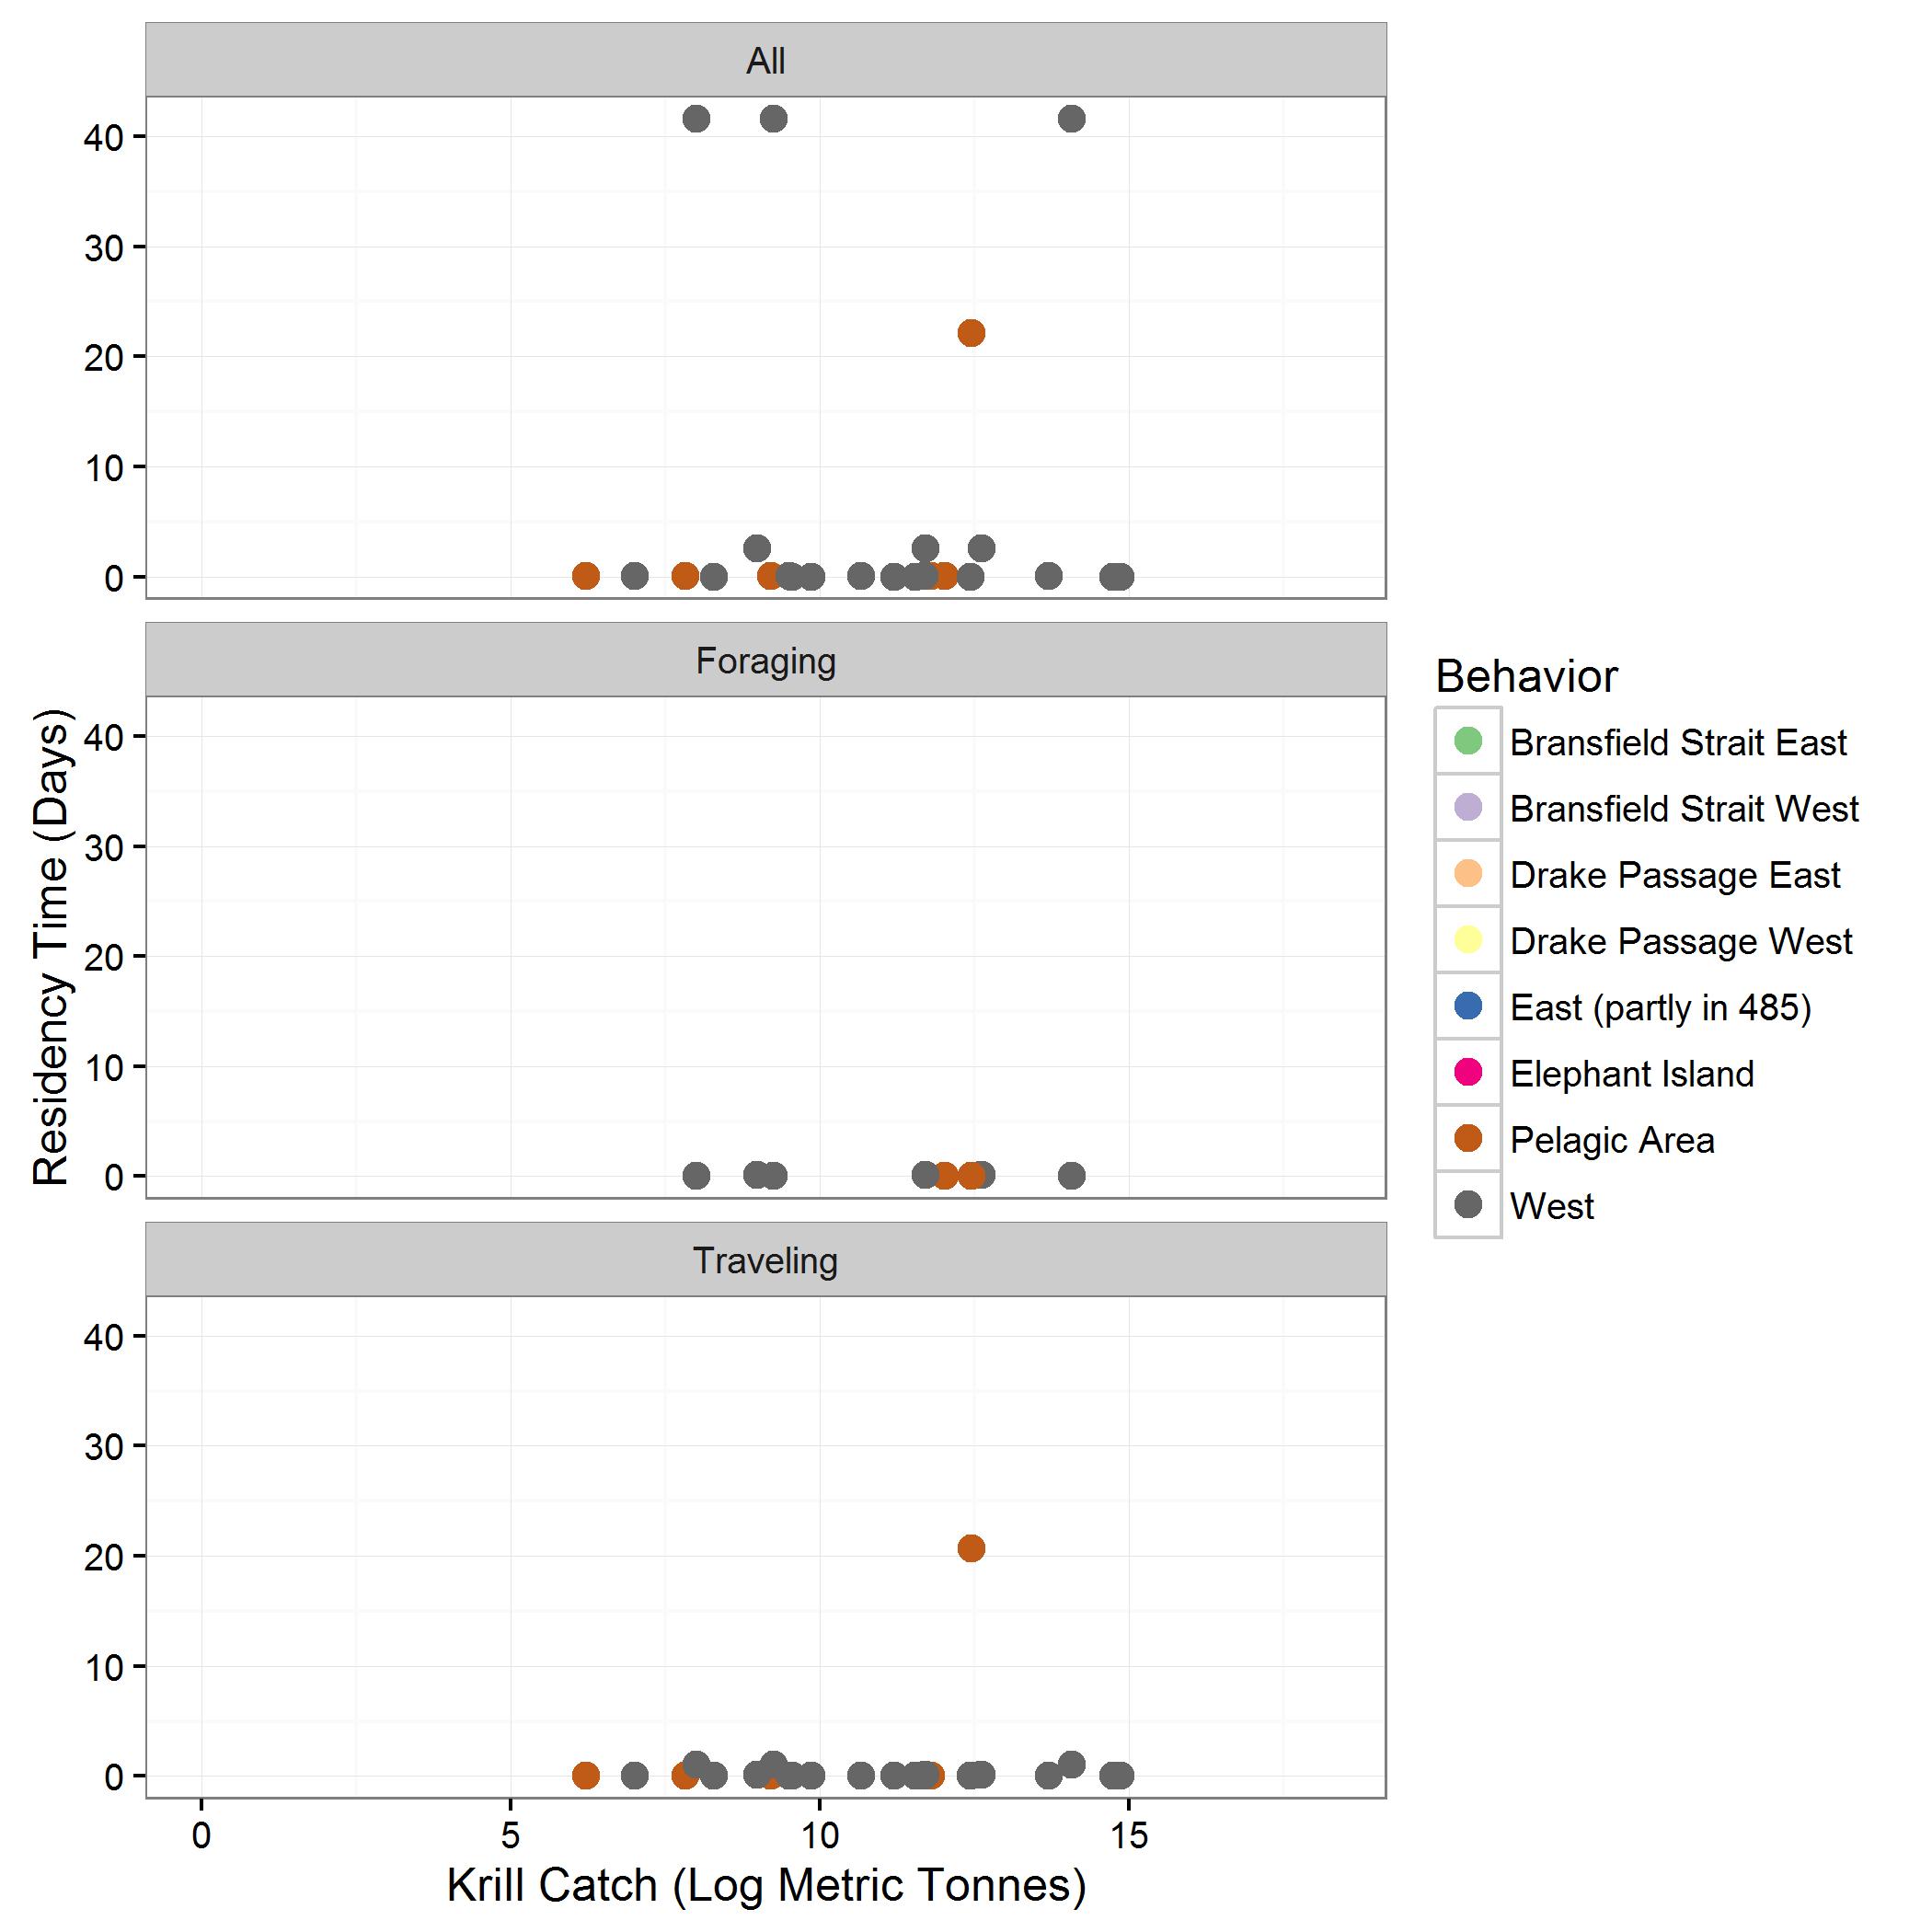 All
40
30
20
10
0
Foraging
40
30
20
10
0
Traveling
40
30
20
10
0
0 5 10 15
Krill Catch (Log Metric Tonnes)
Residency Time (Days)
Behavior
Bransfield Strait East
Bransfield Strait West
Drake Passage East
Drake Passage West
East (partly in 485)
Elephant Island
Pelagic Area
West